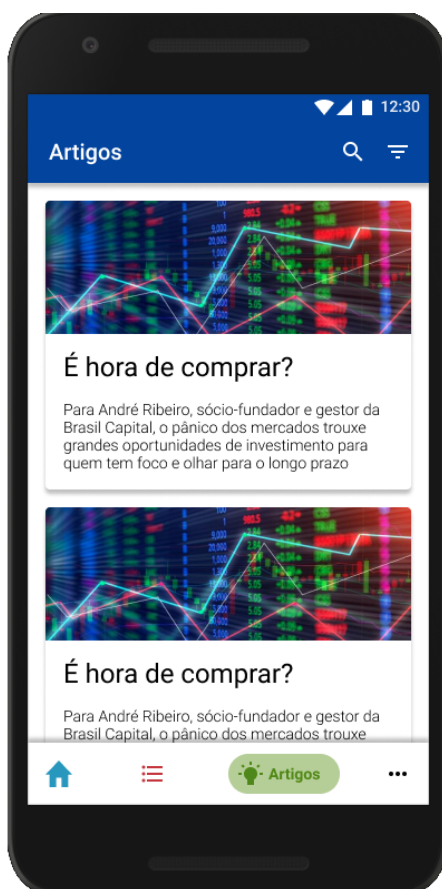 12:30
Artigos
É hora de comprar?
Para André Ribeiro, sócio-fundador e gestor da
Brasil Capital, o pânico dos mercados trouxe
grandes oportunidades de investimento para
quem tem foco e olhar para o longo prazo
É hora de comprar?
Para André Ribeiro, sócio-fundador e gestor da
Brasil Capital, o pânico dos mercados trouxe
Artigos